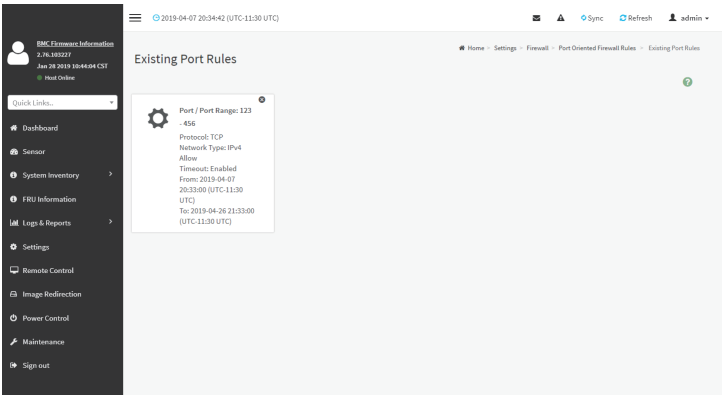 2019-04-07 20:34:42 (UTC-11:30 UTC)
Sync
Refresh
admin
BMC Firmware Information
2.76.103227
Jan 28 2019 10:44:04 CST
Host Online
Quick Links..
Dashboard
Sensor
System Inventory
FRU Information
Logs & Reports
Settings
Remote Control
Image Redirection
Power Control
Maintenance
Sign out
Existing Port Rules
Home > Settings > Firewall > Port Oriented Firewall Rules > Existing Port Rules
Port / Port Range: 123
- 456
Protocol: TCP
Network Type: IPv4
Allow
Timeout: Enabled
From: 2019-04-07
20:33:00 (UTC-11:30
UTC)
To: 2019-04-26 21:33:00
(UTC-11:30 UTC)